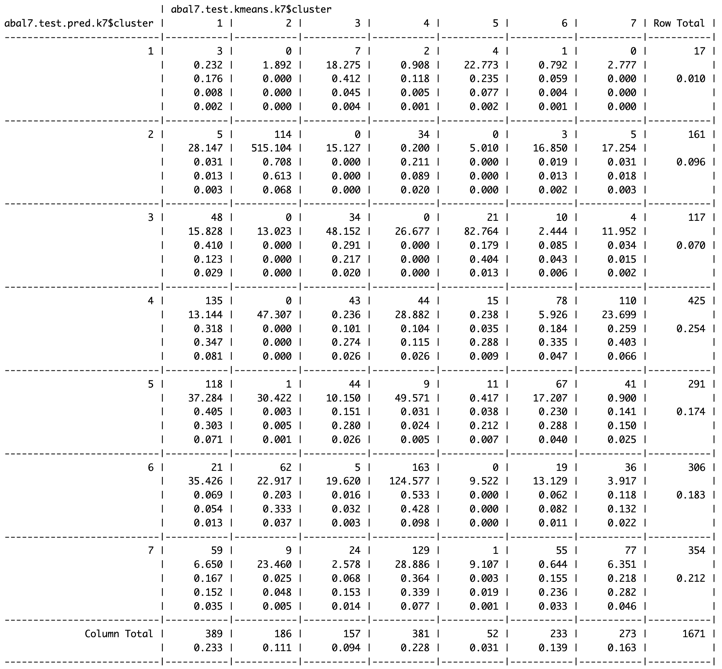 | abal7.test.kmeans.k7$cluster
abal7.test.pred.k7$cluster | 1 | 2 | 3 | 4 | 5 | 6 | 7 | Row Total |
---------------------------|-----------|-----------|-----------|-----------|-----------|-----------|-----------|-----------|
1 | 3 | 0 | 7 | 2 | 4 | 1 | 0 | 17 |
| 0.232 | 1.892 | 18.275 | 0.908 | 22.773 | 0.792 | 2.777 | |
| 0.176 | 0.000 | 0.412 | 0.118 | 0.235 | 0.059 | 0.000 | 0.010 |
| 0.008 | 0.000 | 0.045 | 0.005 | 0.077 | 0.004 | 0.000 | |
| 0.002 | 0.000 | 0.004 | 0.001 | 0.002 | 0.001 | 0.000 | |
---------------------------|-----------|-----------|-----------|-----------|-----------|-----------|-----------|-----------|
2 | 5 | 114 | 0 | 34 | 0 | 3 | 5 | 161 |
| 28.147 | 515.104 | 15.127 | 0.200 | 5.010 | 16.850 | 17.254 | |
| 0.031 | 0.708 | 0.000 | 0.211 | 0.000 | 0.019 | 0.031 | 0.096 |
| 0.013 | 0.613 | 0.000 | 0.089 | 0.000 | 0.013 | 0.018 | |
| 0.003 | 0.068 | 0.000 | 0.020 | 0.000 | 0.002 | 0.003 | |
---------------------------|-----------|-----------|-----------|-----------|-----------|-----------|-----------|-----------|
3 | 48 | 0 | 34 | 0 | 21 | 10 | 4 | 117 |
| 15.828 | 13.023 | 48.152 | 26.677 | 82.764 | 2.444 | 11.952 | |
| 0.410 | 0.000 | 0.291 | 0.000 | 0.179 | 0.085 | 0.034 | 0.070 |
| 0.123 | 0.000 | 0.217 | 0.000 | 0.404 | 0.043 | 0.015 | |
| 0.029 | 0.000 | 0.020 | 0.000 | 0.013 | 0.006 | 0.002 | |
---------------------------|-----------|-----------|-----------|-----------|-----------|-----------|-----------|-----------|
4 | 135 | 0 | 43 | 44 | 15 | 78 | 110 | 425 |
| 13.144 | 47.307 | 0.236 | 28.882 | 0.238 | 5.926 | 23.699 | |
| 0.318 | 0.000 | 0.101 | 0.104 | 0.035 | 0.184 | 0.259 | 0.254 |
| 0.347 | 0.000 | 0.274 | 0.115 | 0.288 | 0.335 | 0.403 | |
| 0.081 | 0.000 | 0.026 | 0.026 | 0.009 | 0.047 | 0.066 | |
---------------------------|-----------|-----------|-----------|-----------|-----------|-----------|-----------|-----------|
5 | 118 | 1 | 44 | 9 | 11 | 67 | 41 | 291 |
| 37.284 | 30.422 | 10.150 | 49.571 | 0.417 | 17.207 | 0.900 | |
| 0.405 | 0.003 | 0.151 | 0.031 | 0.038 | 0.230 | 0.141 | 0.174 |
| 0.303 | 0.005 | 0.280 | 0.024 | 0.212 | 0.288 | 0.150 | |
| 0.071 | 0.001 | 0.026 | 0.005 | 0.007 | 0.040 | 0.025 | |
---------------------------|-----------|-----------|-----------|-----------|-----------|-----------|-----------|-----------|
6 | 21 | 62 | 5 | 163 | 0 | 19 | 36 | 306 |
| 35.426 | 22.917 | 19.620 | 124.577 | 9.522 | 13.129 | 3.917 | |
| 0.069 | 0.203 | 0.016 | 0.533 | 0.000 | 0.062 | 0.118 | 0.183 |
| 0.054 | 0.333 | 0.032 | 0.428 | 0.000 | 0.082 | 0.132 | |
| 0.013 | 0.037 | 0.003 | 0.098 | 0.000 | 0.011 | 0.022 | |
---------------------------|-----------|-----------|-----------|-----------|-----------|-----------|-----------|-----------|
7 | 59 | 9 | 24 | 129 | 1 | 55 | 77 | 354 |
| 6.650 | 23.460 | 2.578 | 28.886 | 9.107 | 0.644 | 6.351 | |
| 0.167 | 0.025 | 0.068 | 0.364 | 0.003 | 0.155 | 0.218 | 0.212 |
| 0.152 | 0.048 | 0.153 | 0.339 | 0.019 | 0.236 | 0.282 | |
| 0.035 | 0.005 | 0.014 | 0.077 | 0.001 | 0.033 | 0.046 | |
---------------------------|-----------|-----------|-----------|-----------|-----------|-----------|-----------|-----------|
Column Total | 389 | 186 | 157 | 381 | 52 | 233 | 273 | 1671 |
| 0.233 | 0.111 | 0.094 | 0.228 | 0.031 | 0.139 | 0.163 | |
---------------------------|-----------|-----------|-----------|-----------|-----------|-----------|-----------|-----------|